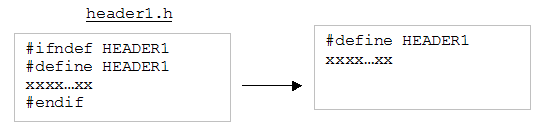 header1.h
#ifndef HEADER1
#define HEADER1
xxxx…xx
#endif
#define HEADER1
xxxx…xx